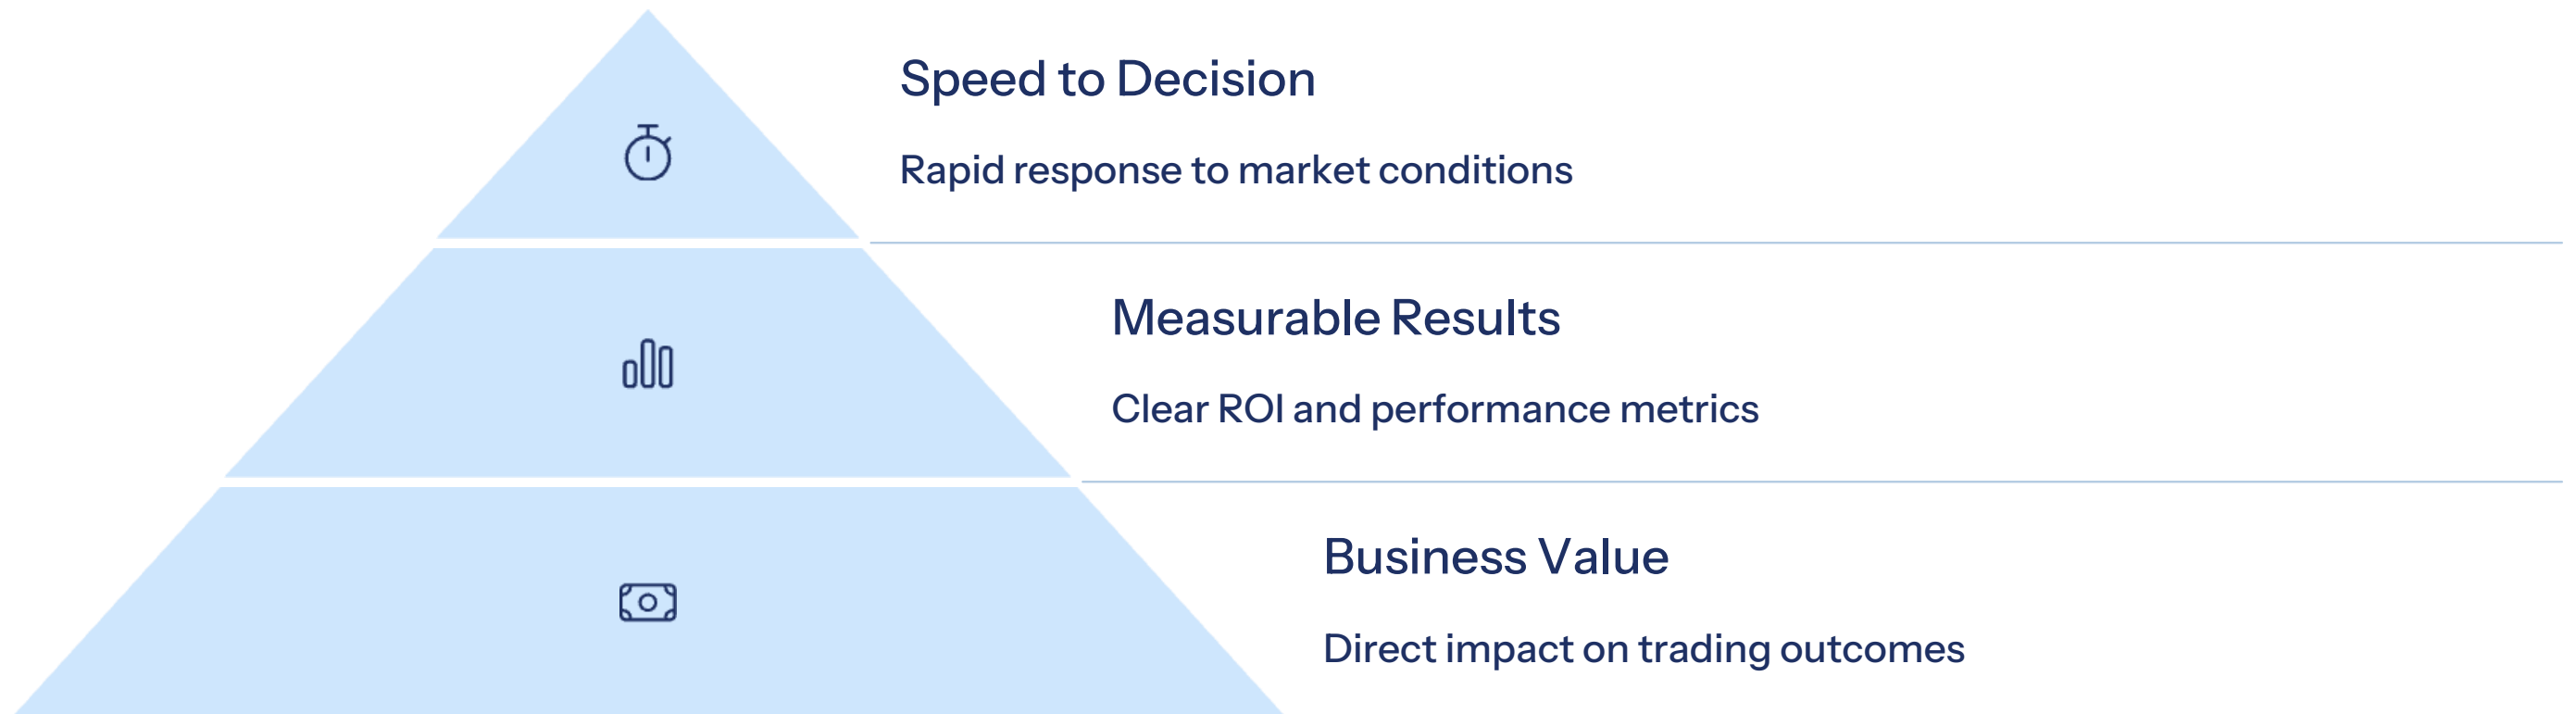 Speed to Decision
Rapid response to market conditions
Measurable Results
Clear ROI and performance metrics
Business Value
Direct impact on trading outcomes